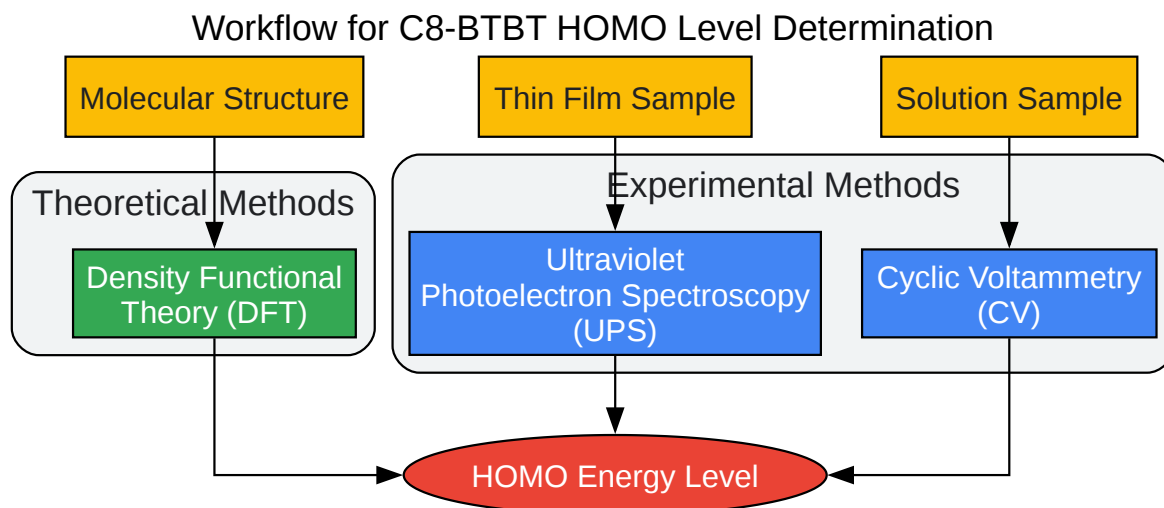 Workflow for C8-BTBT HOMO Level Determination
Molecular Structure
Thin Film Sample
Solution Sample
Theoretical Methods
Experimental Methods
Density Functional
Theory (DFT)
Ultraviolet
Photoelectron Spectroscopy
(UPS)
Cyclic Voltammetry
(CV)
HOMO Energy Level